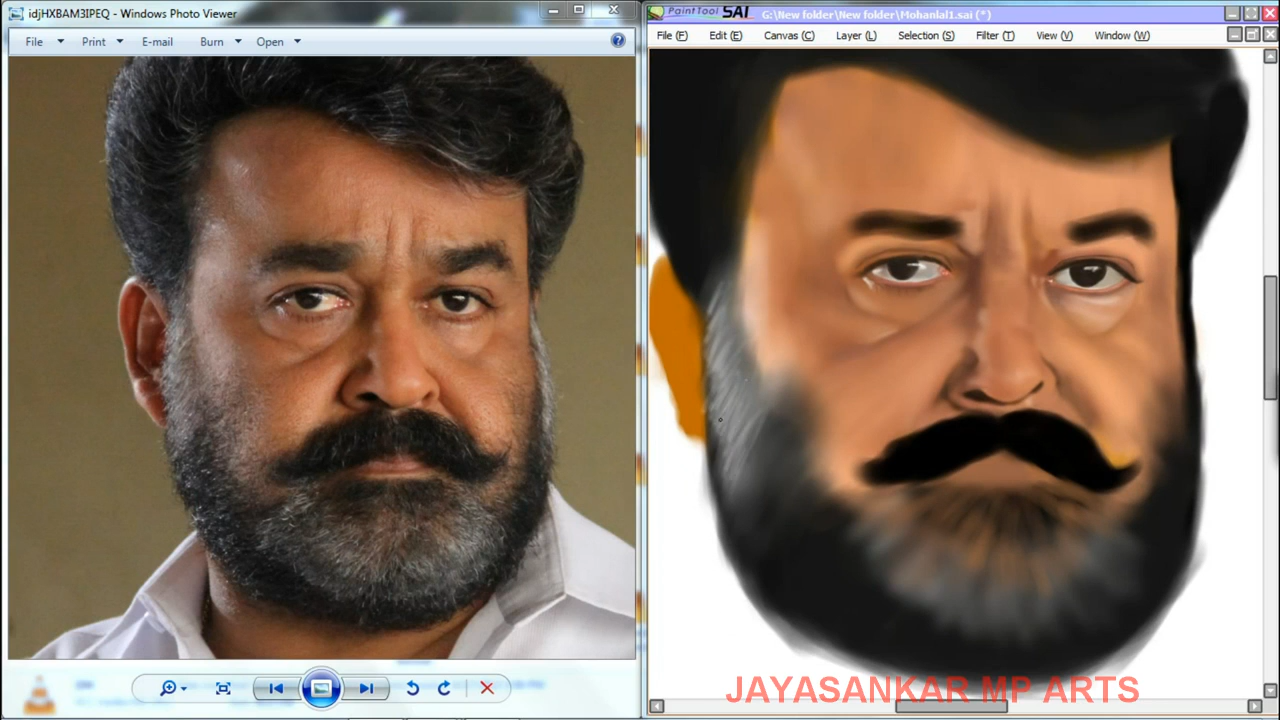 idjHXBAM3IPEQ - Windows Photo Viewer
File Print E-mail Burn Open
PaintTool SAI G:\New folder\New folder\Mohanlal1.sai (*)
File (F) Edit (E) Canvas (C) Layer (L) Selection (S) Filter (T) View (V) Window (W)
JAYASANKAR MP ARTS